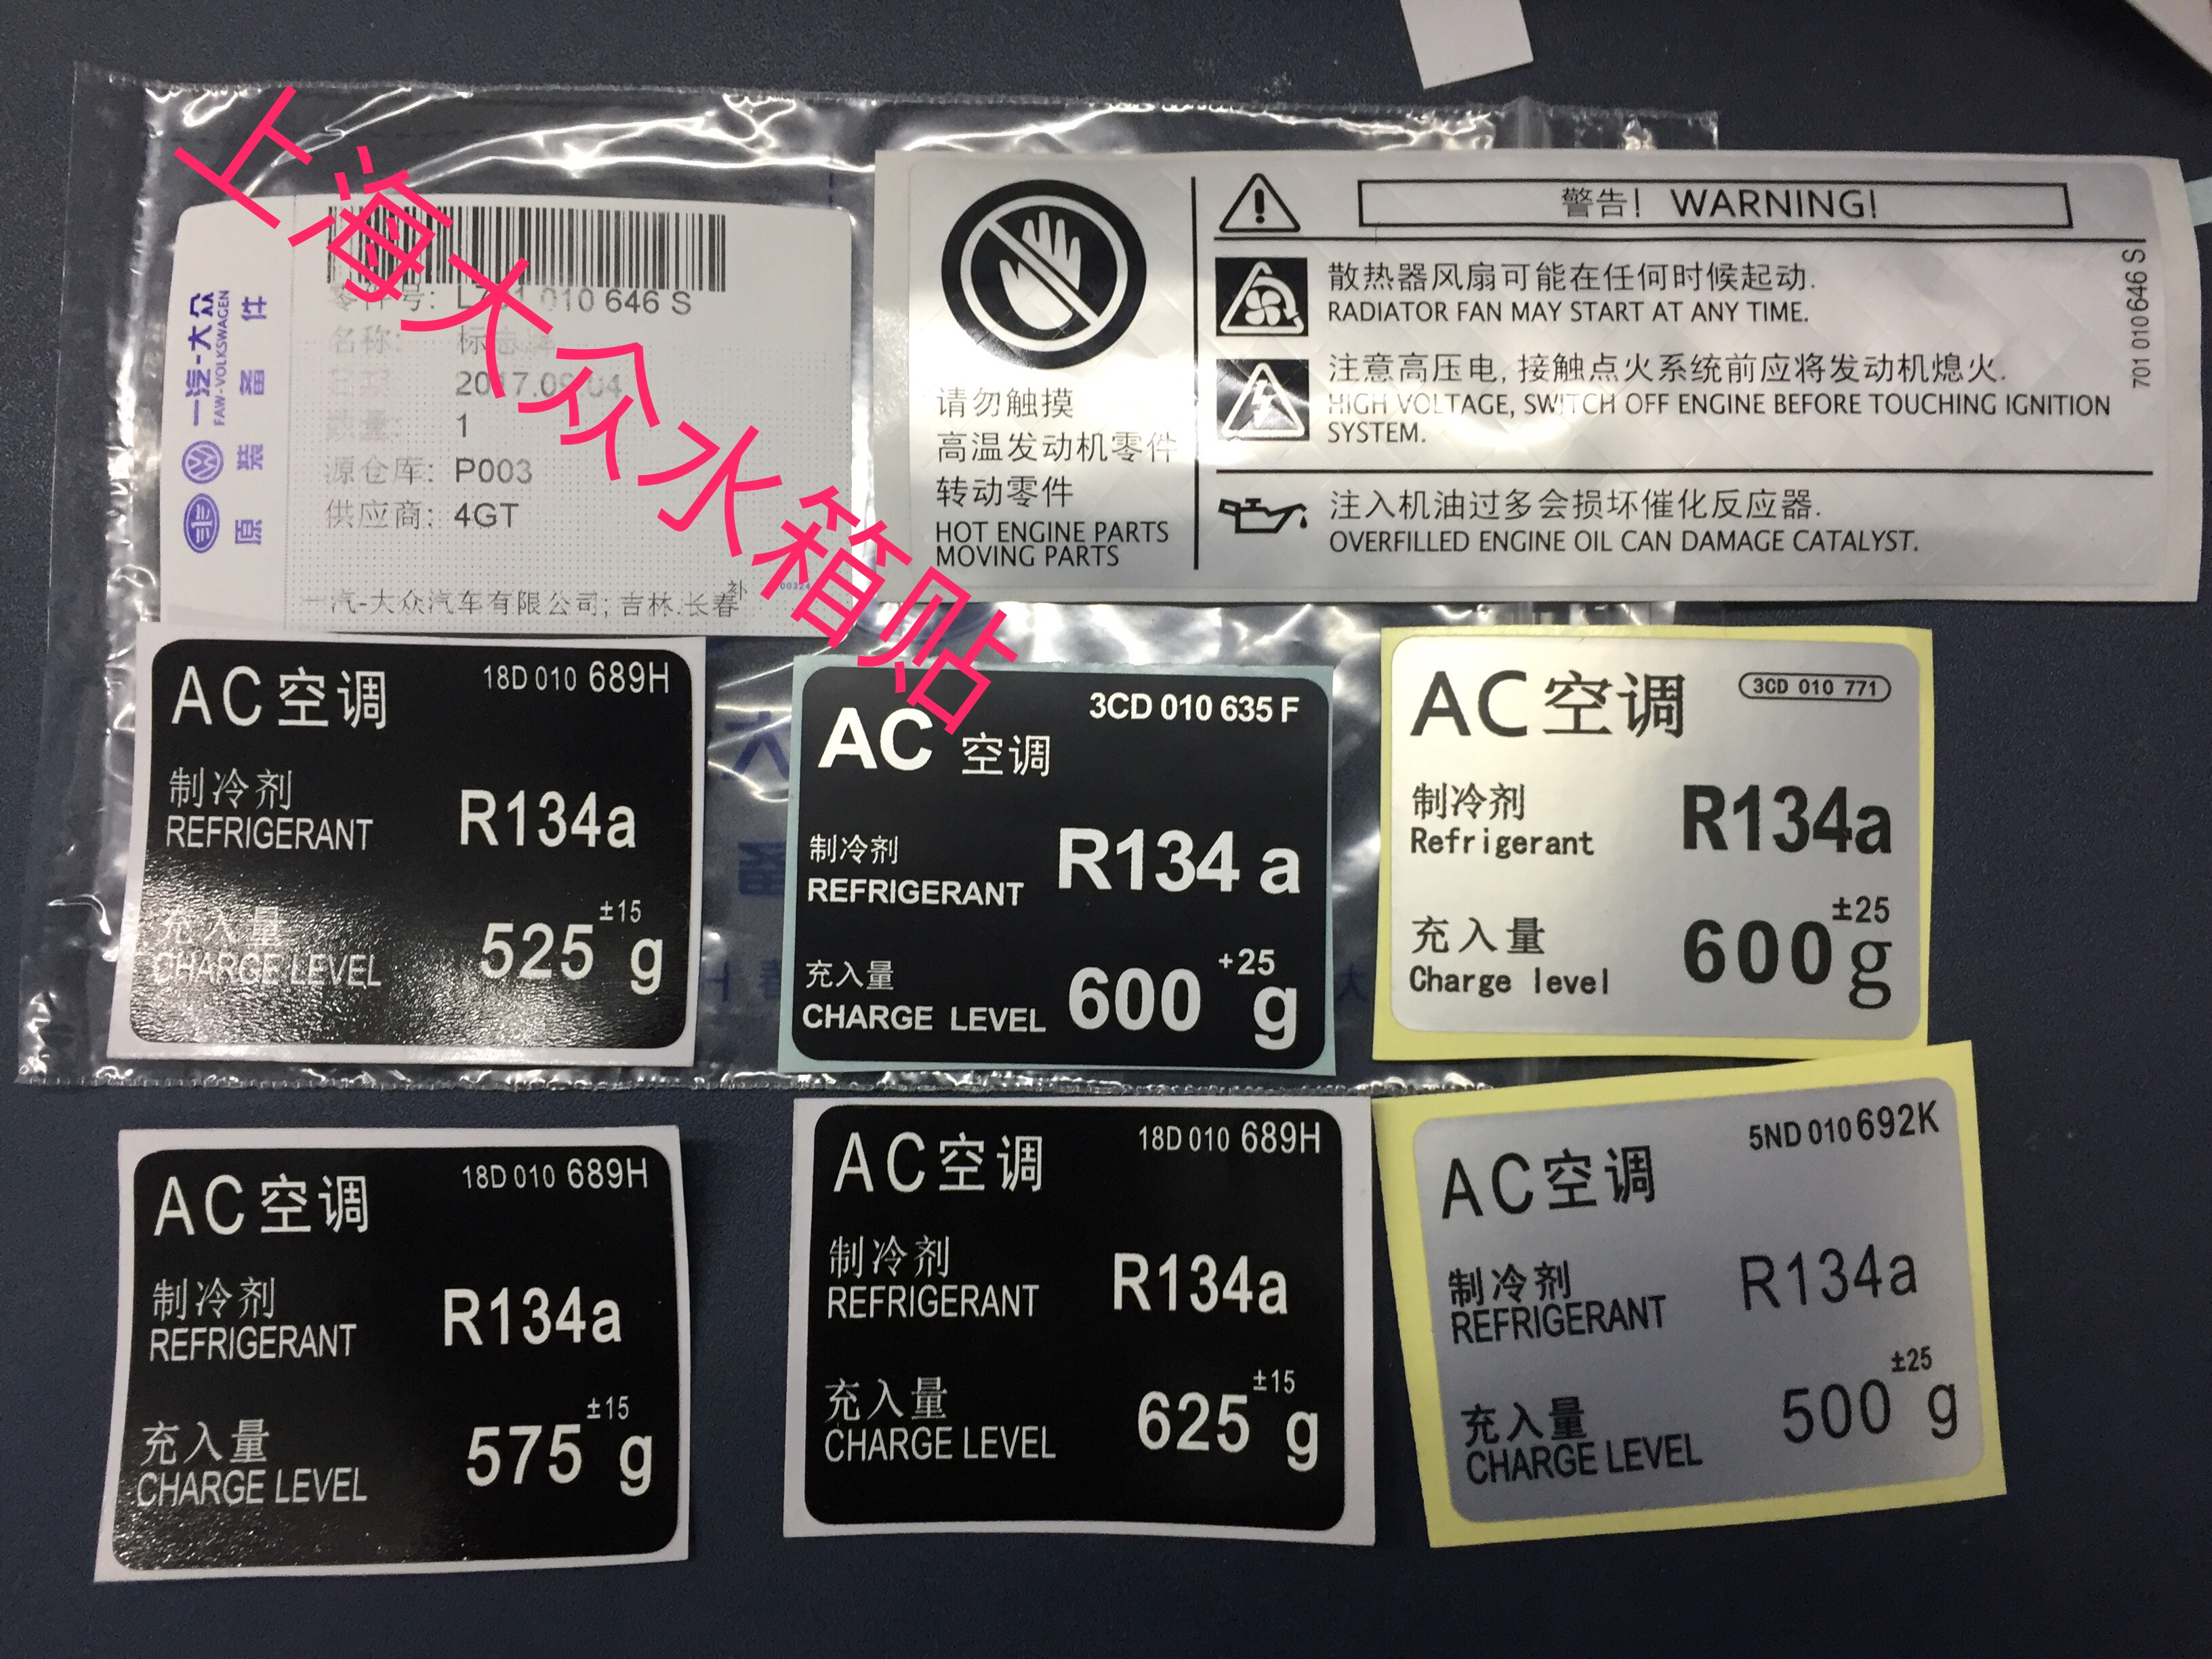 上海大众水箱贴
一汽-大众
FAW-VOLKSWAGEN
原装备件
零件号: L701 010 646 S
名称: 标志牌
日期 2017.09.04
数量: 1
源仓库: P003
供应商: 4GT
一汽-大众汽车有限公司; 吉林.长春
补
警告! WARNING!
请勿触摸
高温发动机零件
转动零件
HOT ENGINE PARTS
MOVING PARTS
散热器风扇可能在任何时候起动.
RADIATOR FAN MAY START AT ANY TIME.
注意高压电, 接触点火系统前应将发动机熄火.
HIGH VOLTAGE, SWITCH OFF ENGINE BEFORE TOUCHING IGNITION
SYSTEM.
注入机油过多会损坏催化反应器.
OVERFILLED ENGINE OIL CAN DAMAGE CATALYST.
701 010 646 S
AC空调 18D 010 689H
制冷剂
REFRIGERANT R134a
充入量
CHARGE LEVEL 525 ±15 g
3CD 010 635 F
AC 空调
制冷剂
REFRIGERANT R134 a
充入量
CHARGE LEVEL 600 +25 g
AC空调 3CD 010 771
制冷剂
Refrigerant R134a
充入量
Charge level 600 ±25 g
AC空调 18D 010 689H
制冷剂
REFRIGERANT R134a
充入量
CHARGE LEVEL 575 ±15 g
AC空调 18D 010 689H
制冷剂
REFRIGERANT R134a
充入量
CHARGE LEVEL 625 ±15 g
AC空调 5ND 010 692K
制冷剂
REFRIGERANT R134a
充入量
CHARGE LEVEL 500 ±25 g